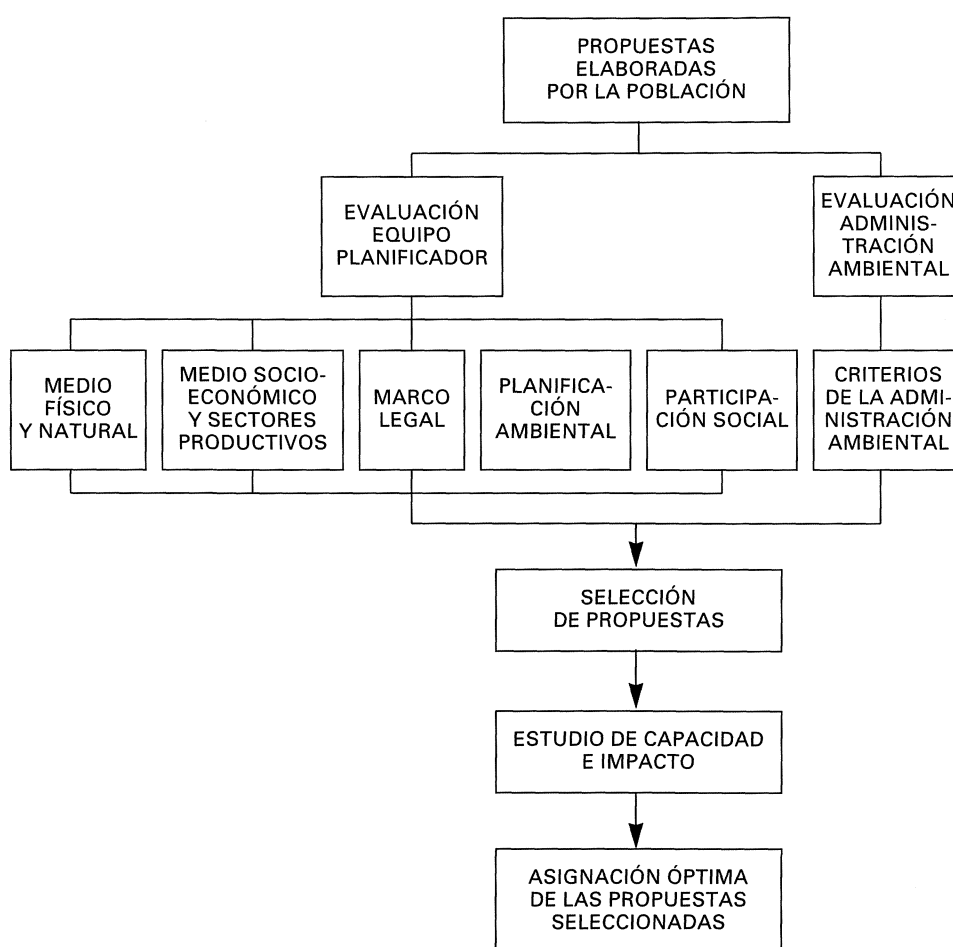 PROPUESTAS
ELABORADAS
POR LA POBLACIÓN
EVALUACIÓN
EQUIPO
PLANIFICADOR
EVALUACIÓN
ADMINIS-
TRACIÓN
AMBIENTAL
MEDIO
FÍSICO
Y NATURAL
MEDIO SOCIO-
ECONÓMICO
Y SECTORES
PRODUCTIVOS
MARCO
LEGAL
PLANIFICA-
CIÓN
AMBIENTAL
PARTICIPA-
CIÓN SOCIAL
CRITERIOS
DE LA ADMI-
NISTRACIÓN
AMBIENTAL
SELECCIÓN
DE PROPUESTAS
ESTUDIO DE CAPACIDAD
E IMPACTO
ASIGNACIÓN ÓPTIMA
DE LAS PROPUESTAS
SELECCIONADAS